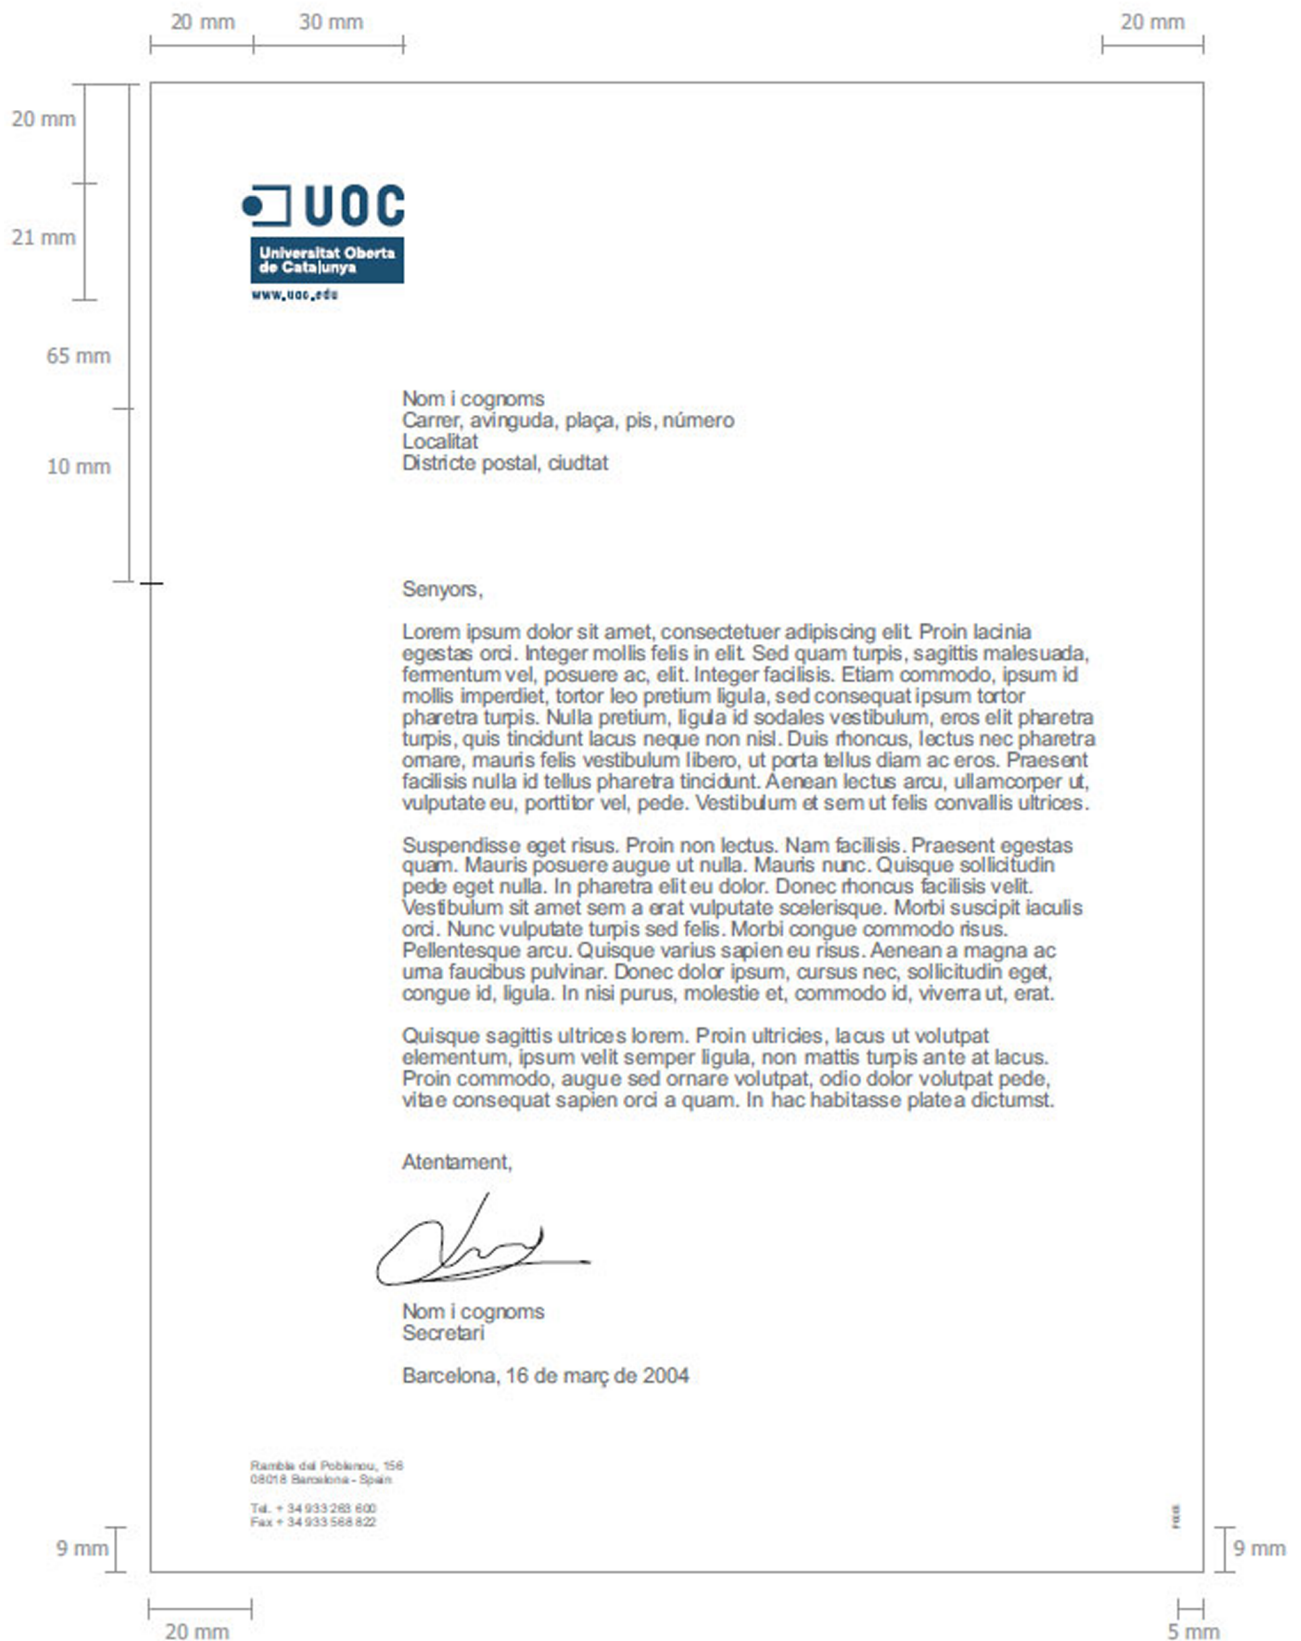 20 mm
30 mm
20 mm
20 mm
21 mm
65 mm
10 mm
UOC
Universitat Oberta
de Catalunya
www.uoc.edu
Nom i cognoms
Carrer, avinguda, plaça, pis, número
Localitat
Districte postal, ciudtat
Senyors,
Lorem ipsum dolor sit amet, consectetuer adipiscing elit. Proin lacinia
egestas orci. Integer mollis felis in elit. Sed quam turpis, sagittis malesuada,
fermentum vel, posuere ac, elit. Integer facilisis. Etiam commodo, ipsum id
mollis imperdiet, tortor leo pretium ligula, sed consequat ipsum tortor
pharetra turpis. Nulla pretium, ligula id sodales vestibulum, eros elit pharetra
turpis, quis tincidunt lacus neque non nisl. Duis rhoncus, lectus nec pharetra
ornare, mauris felis vestibulum libero, ut porta tellus diam ac eros. Praesent
facilisis nulla id tellus pharetra tincidunt. Aenean lectus arcu, ullamcorper ut,
vulputate eu, porttitor vel, pede. Vestibulum et sem ut felis convallis ultrices.
Suspendisse eget risus. Proin non lectus. Nam facilisis. Praesent egestas
quam. Mauris posuere augue ut nulla. Mauris nunc. Quisque sollicitudin
pede eget nulla. In pharetra elit eu dolor. Donec rhoncus facilisis velit.
Vestibulum sit amet sem a erat vulputate scelerisque. Morbi suscipit iaculis
orci. Nunc vulputate turpis sed felis. Morbi congue commodo risus.
Pellentesque arcu. Quisque varius sapien eu risus. Aenean a magna ac
urna faucibus pulvinar. Donec dolor ipsum, cursus nec, sollicitudin eget,
congue id, ligula. In nisi purus, molestie et, commodo id, viverra ut, erat.
Quisque sagittis ultrices lorem. Proin ultricies, lacus ut volutpat
elementum, ipsum velit semper ligula, non mattis turpis ante at lacus.
Proin commodo, augue sed ornare volutpat, odio dolor volutpat pede,
vitae consequat sapien orci a quam. In hac habitasse platea dictumst.
Atentament,
Nom i cognoms
Secretari
Barcelona, 16 de març de 2004
Rambla del Poblenou, 156
08018 Barcelona - Spain
Tel. + 34 933 263 600
Fax + 34 933 568 822
9 mm
9 mm
20 mm
5 mm